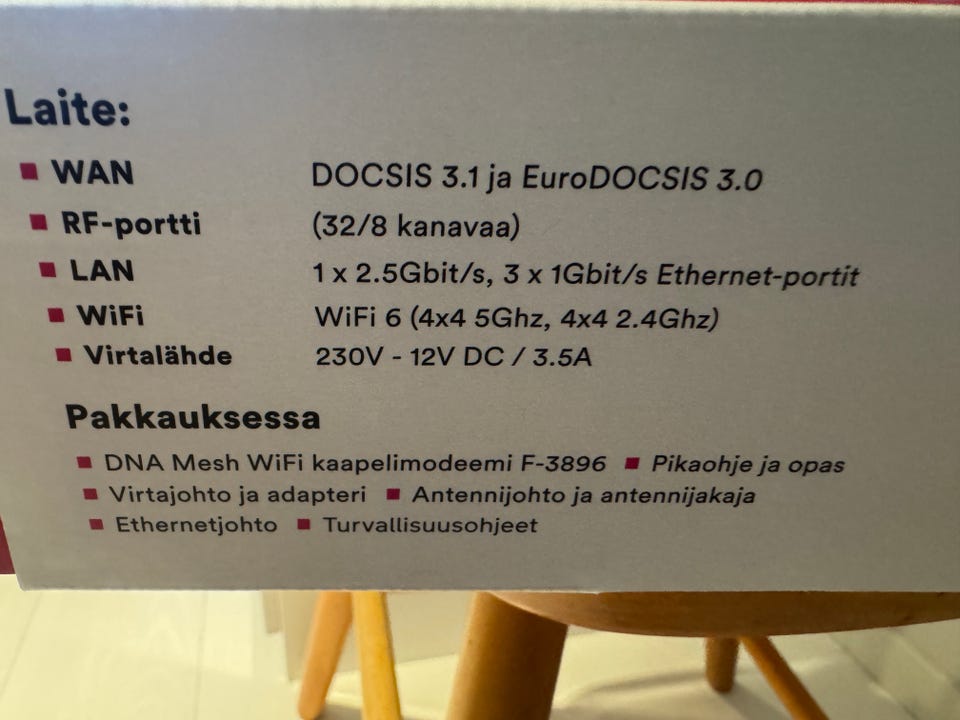 Laite:
WAN DOCSIS 3.1 ja EuroDOCSIS 3.0
RF-portti (32/8 kanavaa)
LAN 1 x 2.5Gbit/s, 3 x 1Gbit/s Ethernet-portit
WiFi WiFi 6 (4x4 5Ghz, 4x4 2.4Ghz)
Virtalähde 230V - 12V DC / 3.5A
Pakkauksessa
DNA Mesh WiFi kaapelimodeemi F-3896 Pikaohje ja opas
Virtajohto ja adapteri Antennijohto ja antennijakaja
Ethernetjohto Turvallisuusohjeet